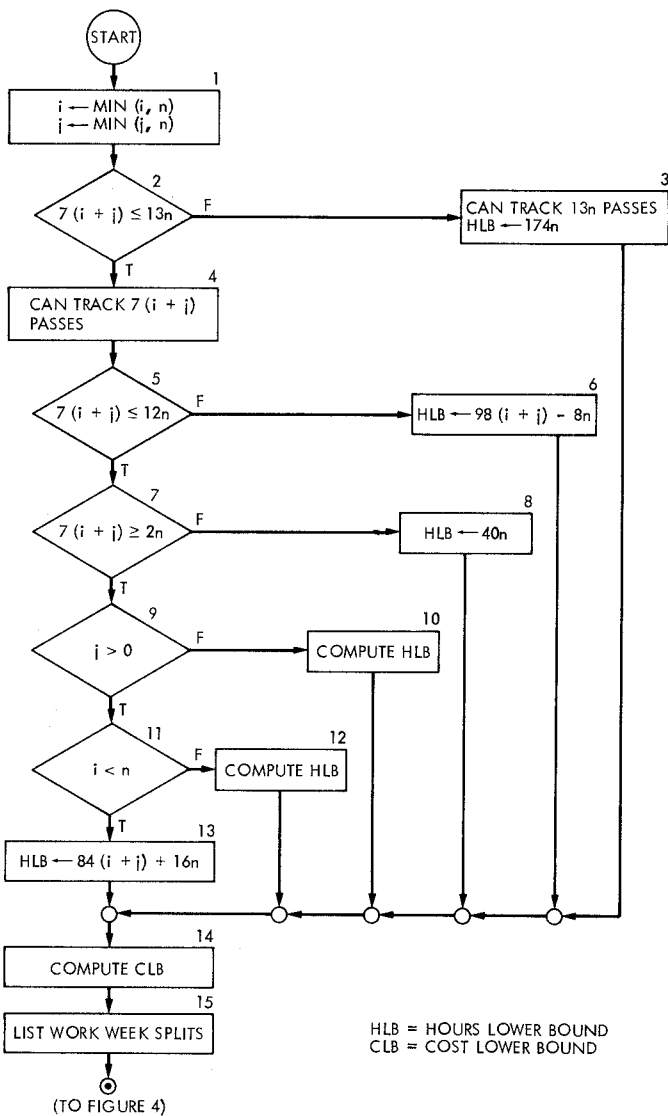 START
1
i ← MIN (i, n)
j ← MIN (j, n)
2
7 (i + j) ≤ 13n
F
T
3
CAN TRACK 13n PASSES
HLB ← 174n
4
CAN TRACK 7 (i + j)
PASSES
5
7 (i + j) ≤ 12n
F
T
6
HLB ← 98 (i + j) - 8n
7
7 (i + j) ≥ 2n
F
T
8
HLB ← 40n
9
j > 0
F
T
10
COMPUTE HLB
11
i < n
F
T
12
COMPUTE HLB
13
HLB ← 84 (i + j) + 16n
14
COMPUTE CLB
15
LIST WORK WEEK SPLITS
HLB = HOURS LOWER BOUND
CLB = COST LOWER BOUND
(TO FIGURE 4)